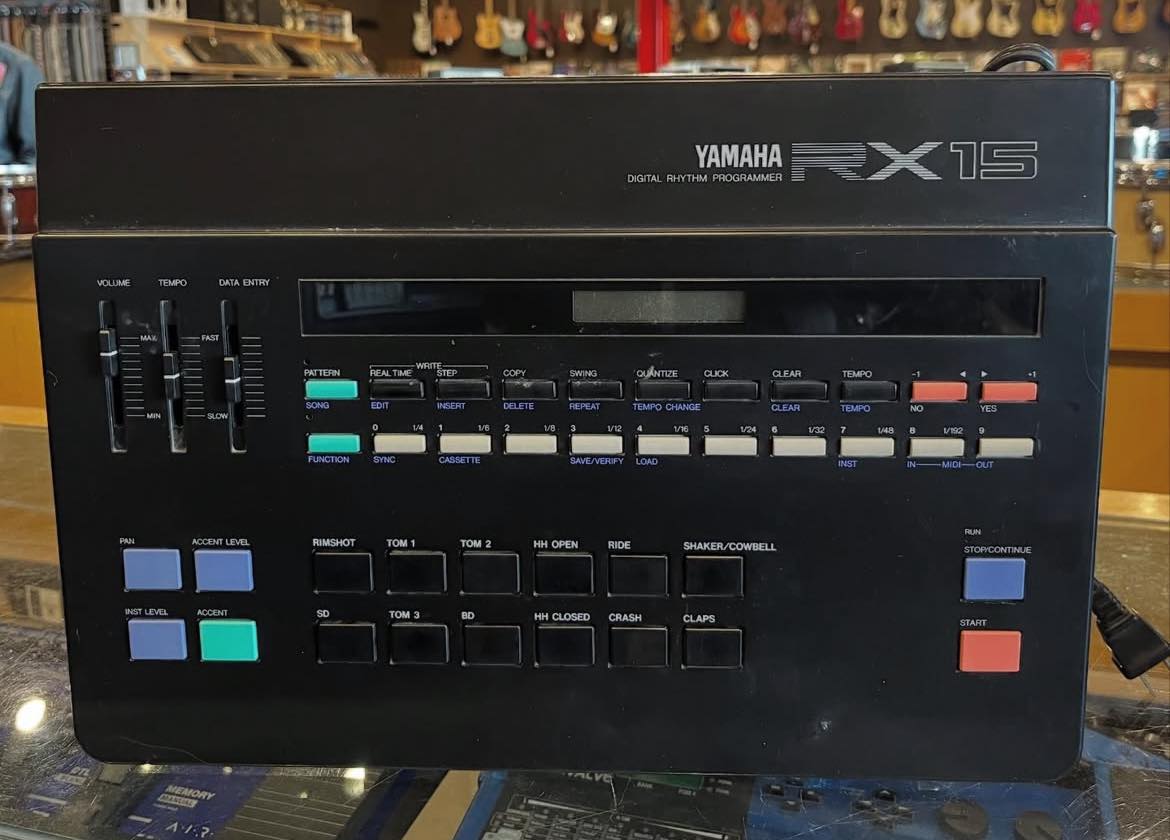 YAMAHA RX15
DIGITAL RHYTHM PROGRAMMER
VOLUME TEMPO DATA ENTRY
MAX FAST
MIN SLOW
WRITE
PATTERN REAL TIME STEP COPY SWING QUANTIZE CLICK CLEAR TEMPO -1 ◀ ▶ +1
SONG EDIT INSERT DELETE REPEAT TEMPO CHANGE CLEAR TEMPO NO YES
0 1/4 1 1/6 2 1/8 3 1/12 4 1/16 5 1/24 6 1/32 7 1/48 8 1/192 9
FUNCTION SYNC CASSETTE SAVE/VERIFY LOAD INST IN—MIDI—OUT
RUN
PAN ACCENT LEVEL RIMSHOT TOM 1 TOM 2 HH OPEN RIDE SHAKER/COWBELL STOP/CONTINUE
INST LEVEL ACCENT SD TOM 3 BD HH CLOSED CRASH CLAPS START
MEMORY
MANUAL